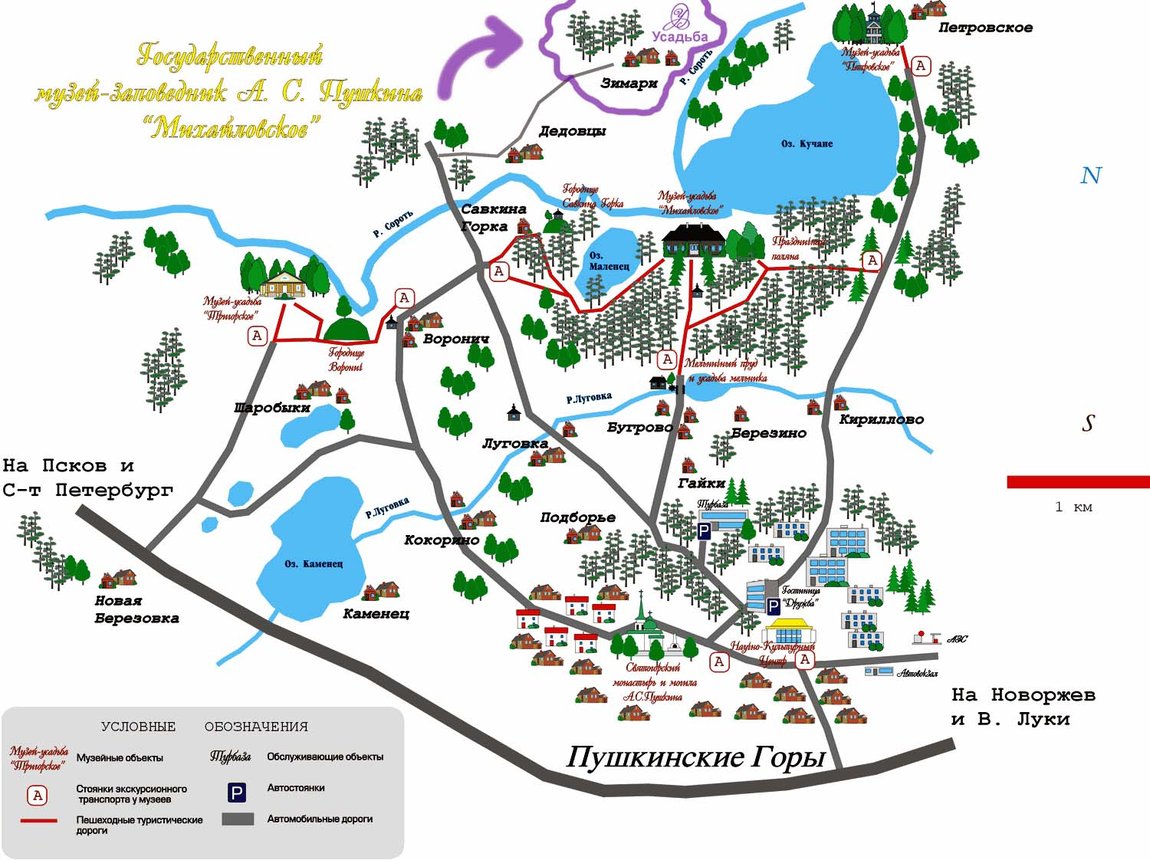 Государственный
музей-заповедник А. С. Пушкина
"Михайловское"
Усадьба
Зимари
Р. Сороть
Петровское
Музей-усадьба
"Петровское"
А
Дедовцы
Оз. Кучане
N
Р. Сороть
Савкина
Горка
Городище
Савкина Горка
Музей-усадьба
"Михайловское"
Оз.
Маленец
Праздничная
поляна
А
А
Музей-усадьба
"Тригорское"
А
А
Городище
Воронич
Воронич
А
Мельничный пруд
и усадьба мельника
Шаробыки
Р.Луговка
Луговка
Бугрово
Березино
Кириллово
S
На Псков и
С-т Петербург
Гайки
1 км
Турбаза
P
Р.Луговка
Подборье
Кокорино
Оз. Каменец
Каменец
Новая
Березовка
Гостиница
"Дружба"
P
Научно-Культурный
Центр
А
А
АЗС
Автовокзал
Святогорский
монастырь и могила
А.С.Пушкина
На Новоржев
и В. Луки
Пушкинские Горы
УСЛОВНЫЕ ОБОЗНАЧЕНИЯ
Музей-усадьба
"Тригорское"
Музейные объекты
Турбаза
Обслуживающие объекты
А
Стоянки экскурсионного
транспорта у музеев
P
Автостоянки
Пешеходные туристические
дороги
Автомобильные дороги